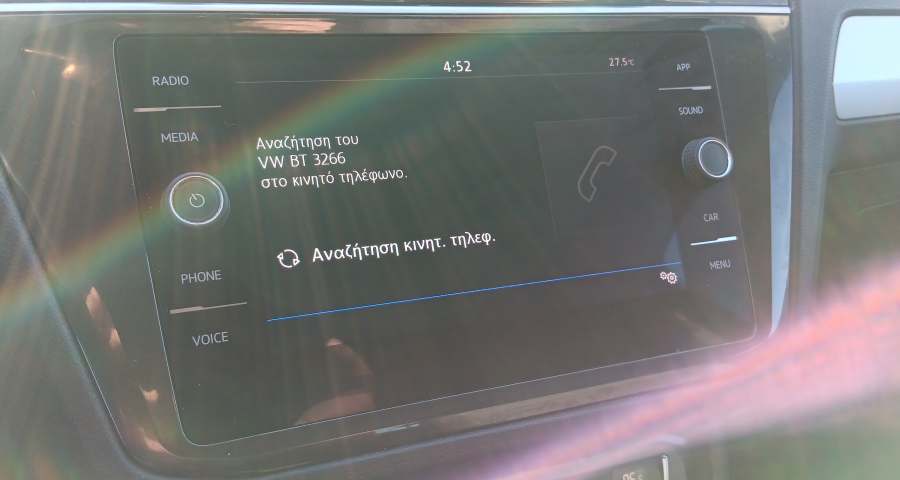 4:52
27.5°C
RADIO
MEDIA
PHONE
VOICE
Αναζήτηση του
VW BT 3266
στο κινητό τηλέφωνο.
Αναζήτηση κινητ. τηλεφ.
APP
SOUND
CAR
MENU